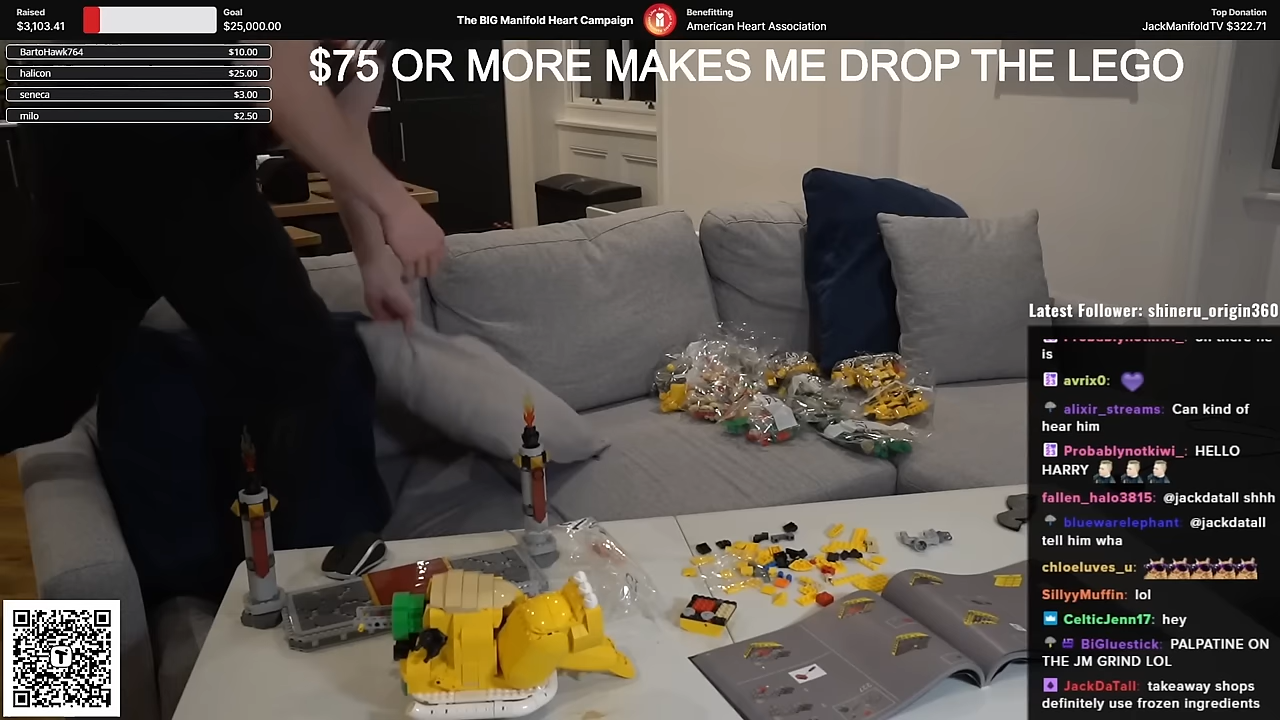 Raised
$3,103.41
Goal
$25,000.00
The BIG Manifold Heart Campaign
Benefitting
American Heart Association
Top Donation
JackManifoldTV $322.71
BartoHawk764 $10.00
halicon $25.00
seneca $3.00
milo $2.50
$75 OR MORE MAKES ME DROP THE LEGO
Latest Follower: shineru_origin360
is
avrix0:
alixir_streams: Can kind of
hear him
Probablynotkiwi_: HELLO
HARRY
fallen_halo3815: @jackdatall shhh
bluewarelephant: @jackdatall
tell him wha
chloeluves_u:
SillyyMuffin: lol
CelticJenn17: hey
BiGluestick: PALPATINE ON
THE JM GRIND LOL
JackDaTall: takeaway shops
definitely use frozen ingredients